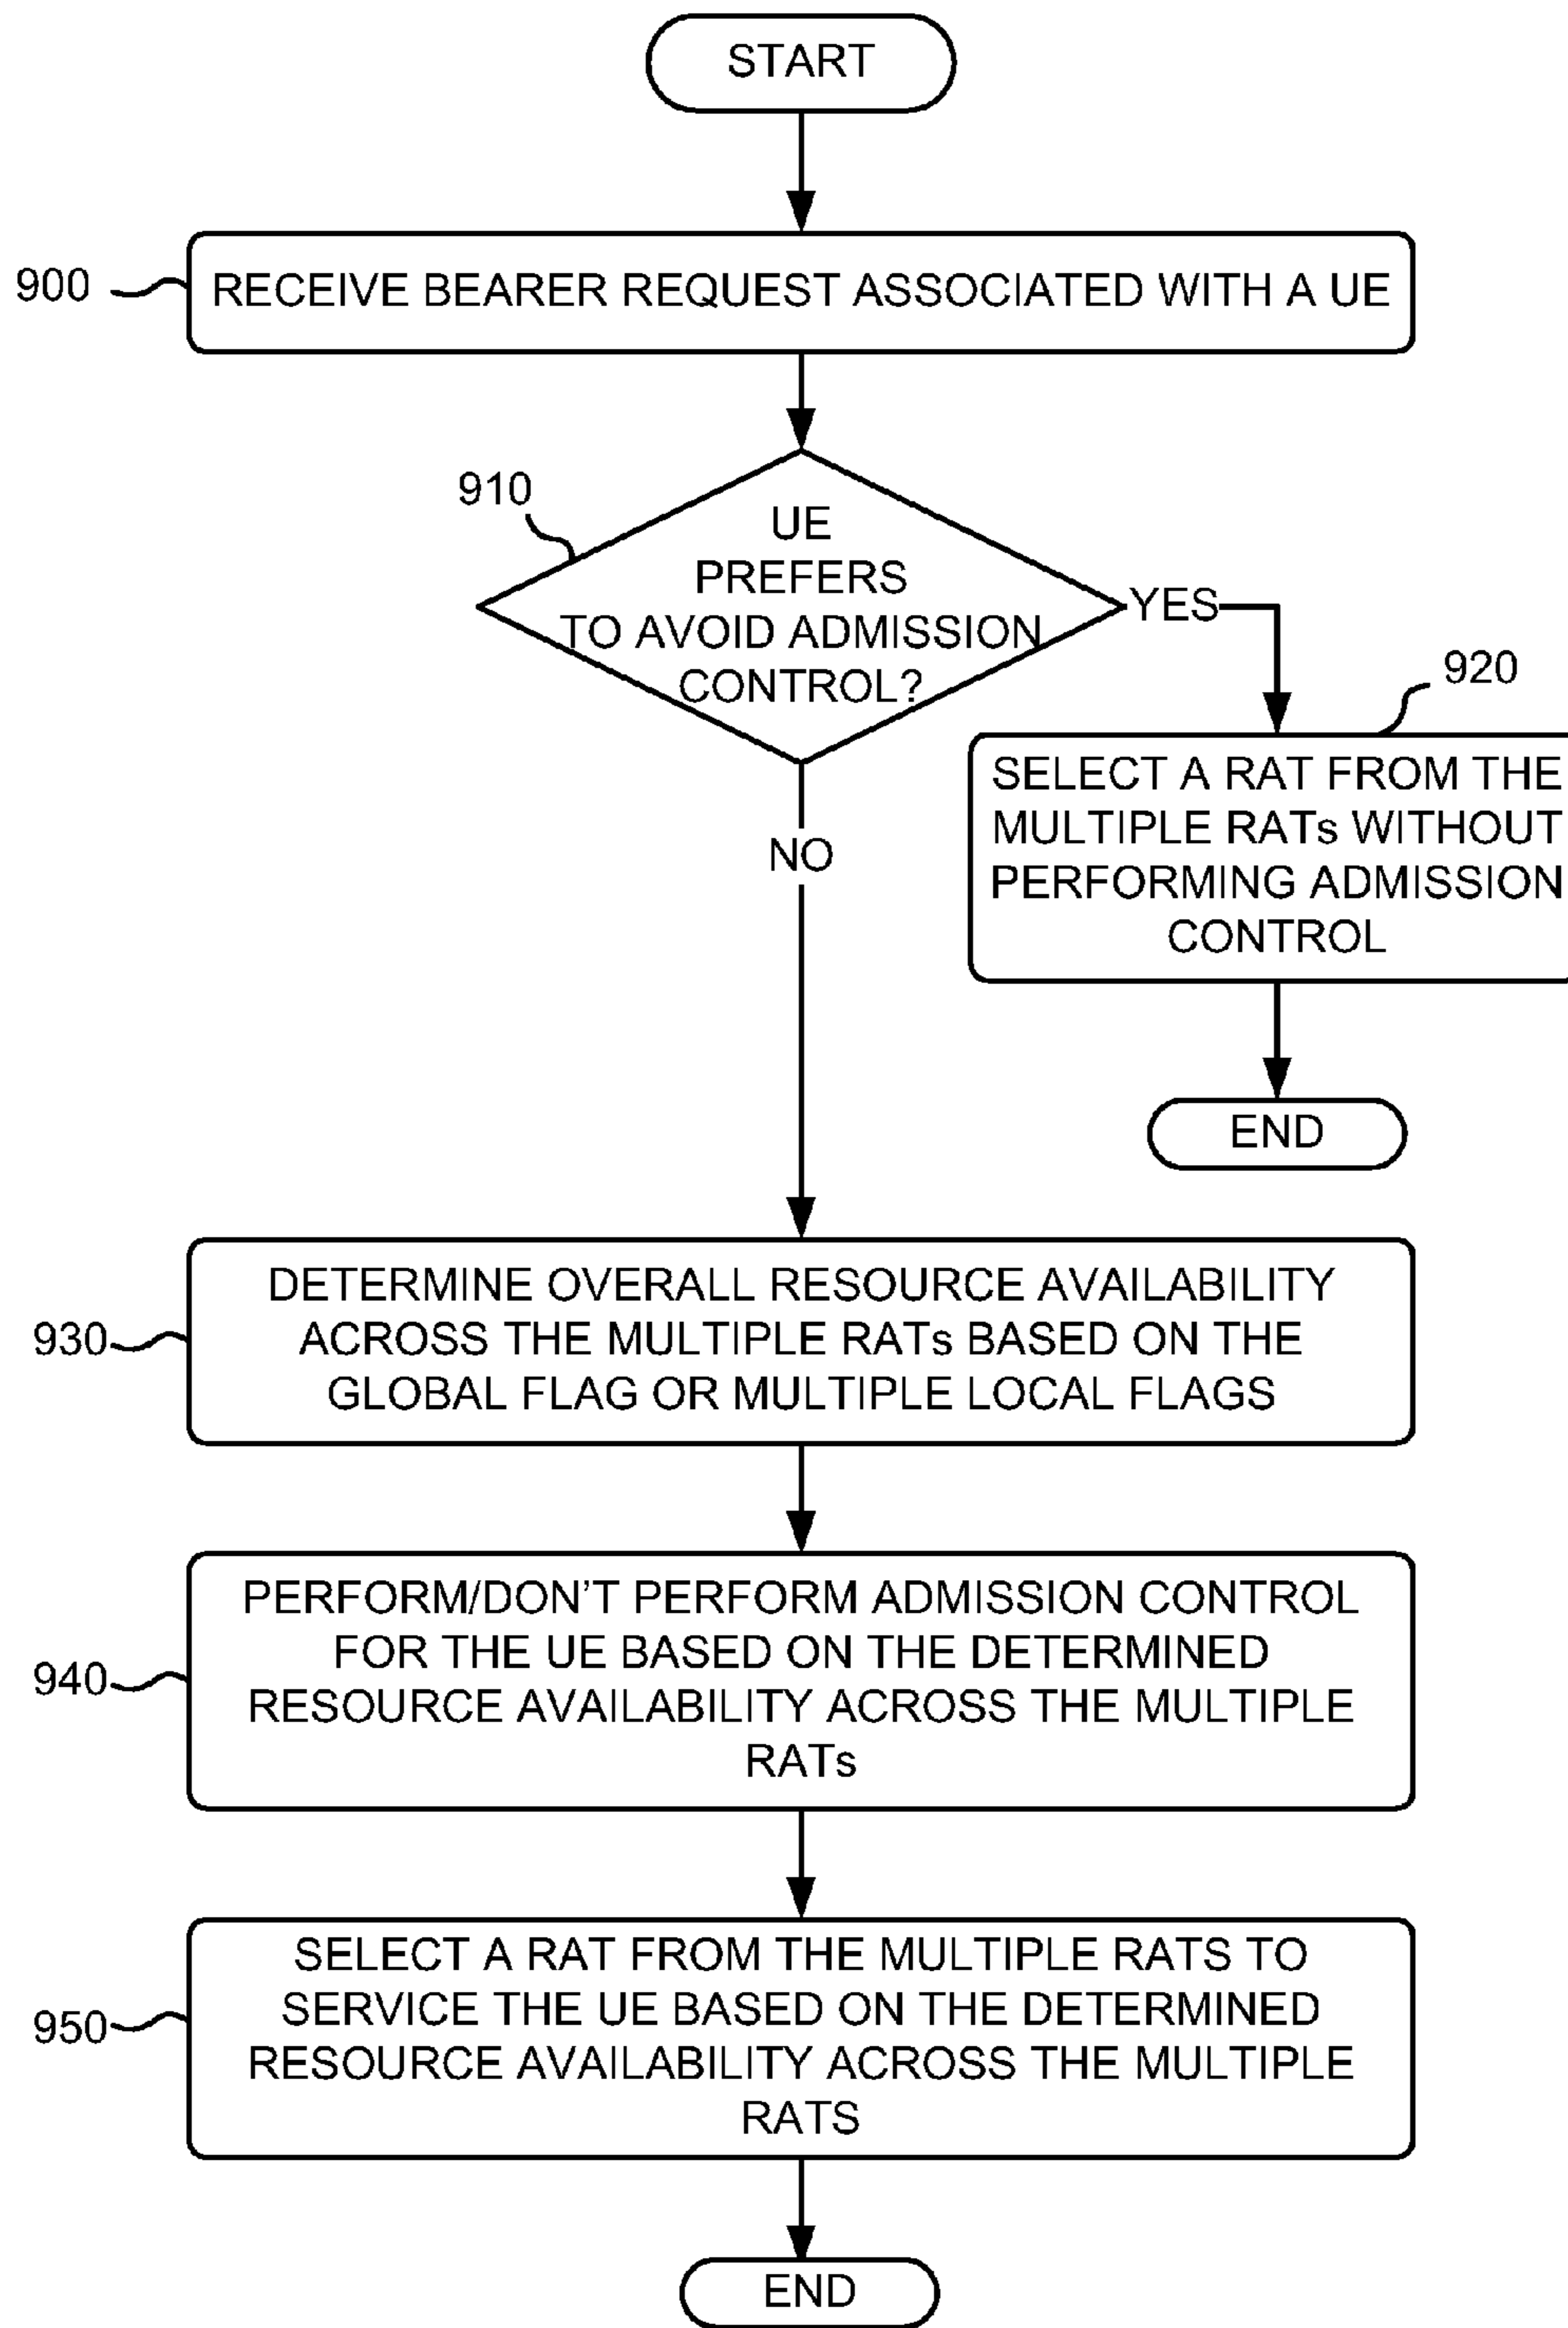 START
900
RECEIVE BEARER REQUEST ASSOCIATED WITH A UE
910
UE
PREFERS
TO AVOID ADMISSION
CONTROL?
YES
920
SELECT A RAT FROM THE
MULTIPLE RATs WITHOUT
PERFORMING ADMISSION
CONTROL
NO
END
930
DETERMINE OVERALL RESOURCE AVAILABILITY
ACROSS THE MULTIPLE RATs BASED ON THE
GLOBAL FLAG OR MULTIPLE LOCAL FLAGS
940
PERFORM/DON'T PERFORM ADMISSION CONTROL
FOR THE UE BASED ON THE DETERMINED
RESOURCE AVAILABILITY ACROSS THE MULTIPLE
RATs
950
SELECT A RAT FROM THE MULTIPLE RATS TO
SERVICE THE UE BASED ON THE DETERMINED
RESOURCE AVAILABILITY ACROSS THE MULTIPLE
RATS
END